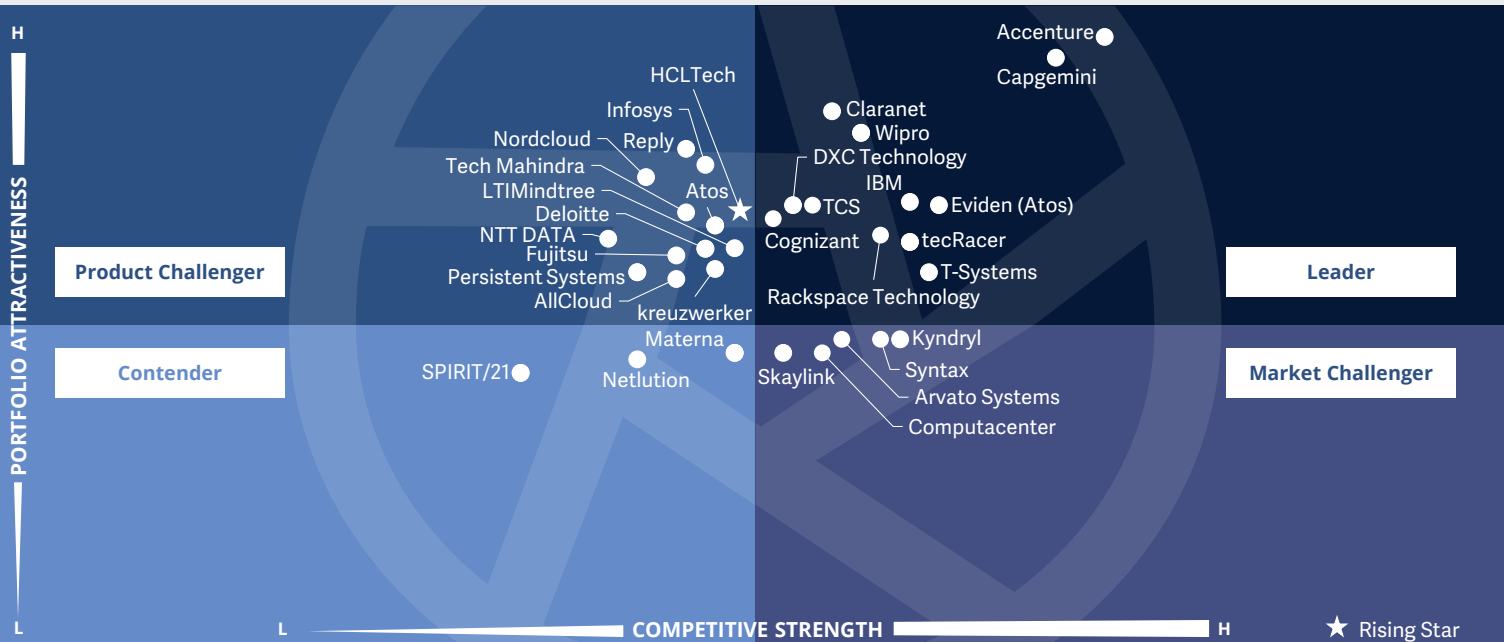 H
Accenture
Capgemini
HCLTech
Infosys
Claranet
Nordcloud
Reply
Wipro
Tech Mahindra
DXC Technology
LTIMindtree
Atos
IBM
Deloitte
TCS
Eviden (Atos)
NTT DATA
Cognizant
tecRacer
Fujitsu
Product Challenger
Persistent Systems
T-Systems
Leader
AllCloud
Rackspace Technology
kreuzwerker
PORTFOLIO ATTRACTIVENESS
Materna
Kyndryl
Contender
SPIRIT/21
Netlution
Skaylink
Syntax
Market Challenger
Arvato Systems
Computacenter
L
L
COMPETITIVE STRENGTH
H
Rising Star